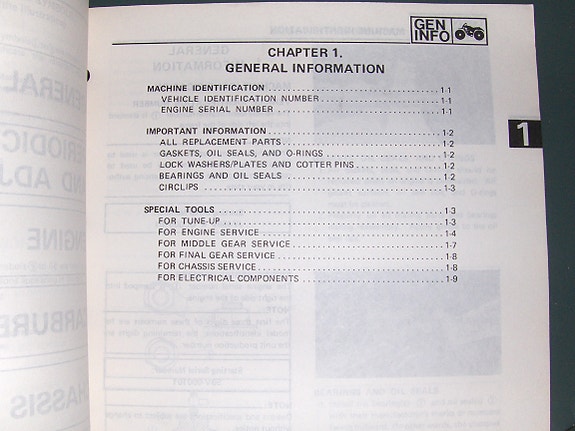 GEN
INFO
CHAPTER 1.
GENERAL INFORMATION
MACHINE IDENTIFICATION 1-1
VEHICLE IDENTIFICATION NUMBER 1-1
ENGINE SERIAL NUMBER 1-1
1
IMPORTANT INFORMATION 1-2
ALL REPLACEMENT PARTS 1-2
GASKETS, OIL SEALS, AND O-RINGS 1-2
LOCK WASHERS/PLATES AND COTTER PINS 1-2
BEARINGS AND OIL SEALS 1-2
CIRCLIPS 1-3
SPECIAL TOOLS 1-3
FOR TUNE-UP 1-3
FOR ENGINE SERVICE 1-4
FOR MIDDLE GEAR SERVICE 1-7
FOR FINAL GEAR SERVICE 1-8
FOR CHASSIS SERVICE 1-8
FOR ELECTRICAL COMPONENTS 1-9